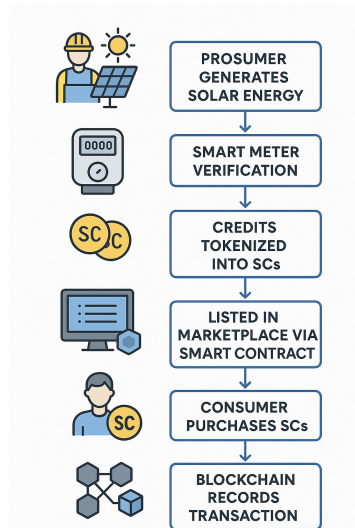 PROSUMER
GENERATES
SOLAR ENERGY
0000
SMART METER
VERIFICATION
SC
SC
CREDITS
TOKENIZED
INTO SCs
LISTED IN
MARKETPLACE VIA
SMART CONTRACT
CONSUMER
PURCHASES SCs
SC
BLOCKCHAIN
RECORDS
TRANSACTION